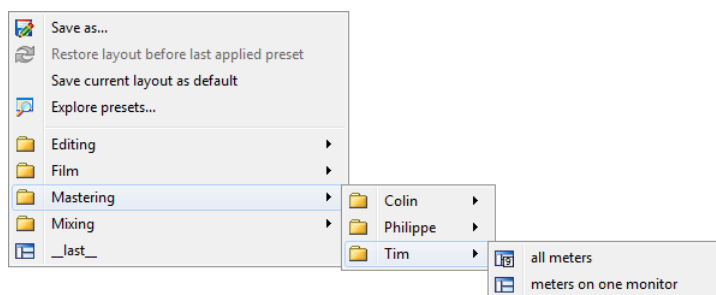 Save as...
Restore layout before last applied preset
Save current layout as default
Explore presets...
Editing
Film
Mastering
Mixing
__last__
Colin
Philippe
Tim
all meters
meters on one monitor